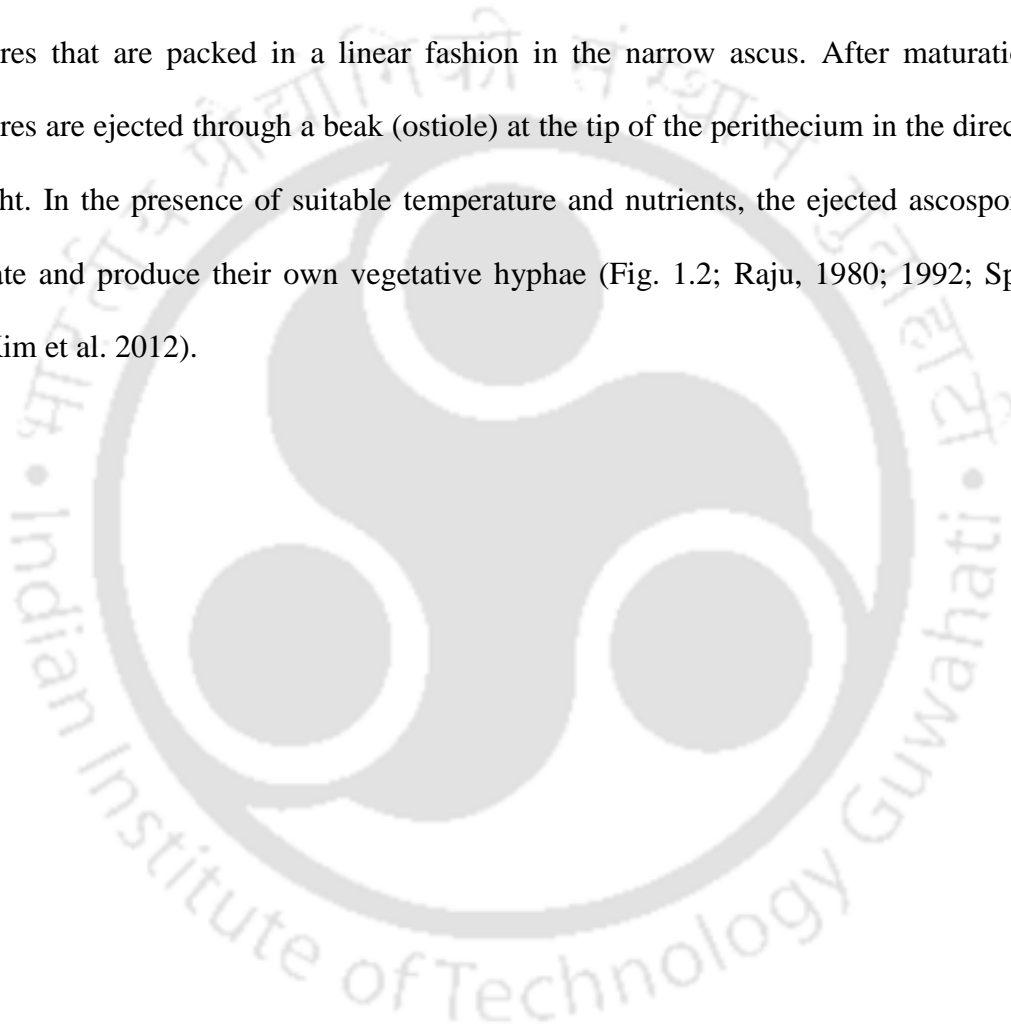 res that are packed in a linear fashion in the narrow ascus. After maturati
res are ejected through a beak (ostiole) at the tip of the perithecium in the direc
ht. In the presence of suitable temperature and nutrients, the ejected ascospo
ate and produce their own vegetative hyphae (Fig. 1.2; Raju, 1980; 1992; Sp
im et al. 2012).
Indian Institute of Technology Guwahati